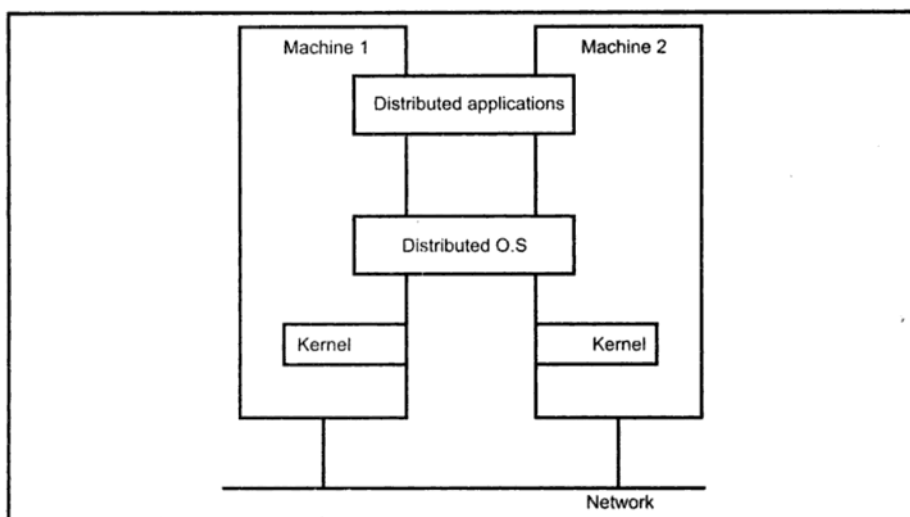 Machine 1
Machine 2
Distributed applications
Distributed O.S
Kernel
Kernel
Network